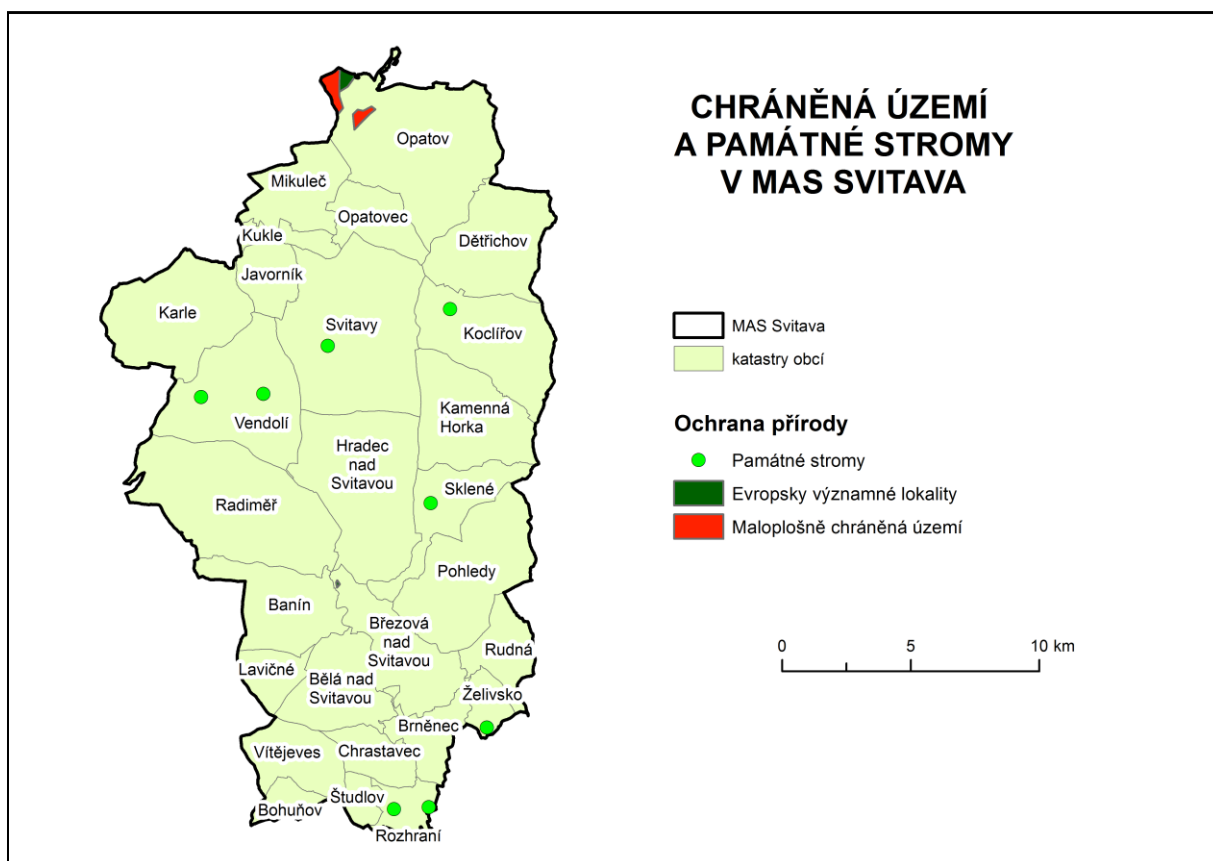 CHRÁNĚNÁ ÚZEMÍ
A PAMÁTNÉ STROMY
V MAS SVITAVA
Opatov
Mikuleč
Opatovec
Kukle
Dětřichov
Javorník
Karle
Svitavy
Koclířov
Vendolí
Kamenná
Horka
Hradec
nad
Svitavou
Sklené
Radiměř
Pohledy
Banín
Březová
nad
Svitavou
Rudná
Lavičné
Bělá nad
Svitavou
Želivsko
Brněnec
Vítějeves
Chrastavec
Študlov
Bohuňov
Rozhraní
MAS Svitava
katastry obcí
Ochrana přírody
Památné stromy
Evropsky významné lokality
Maloplošně chráněná území
0 5 10 km